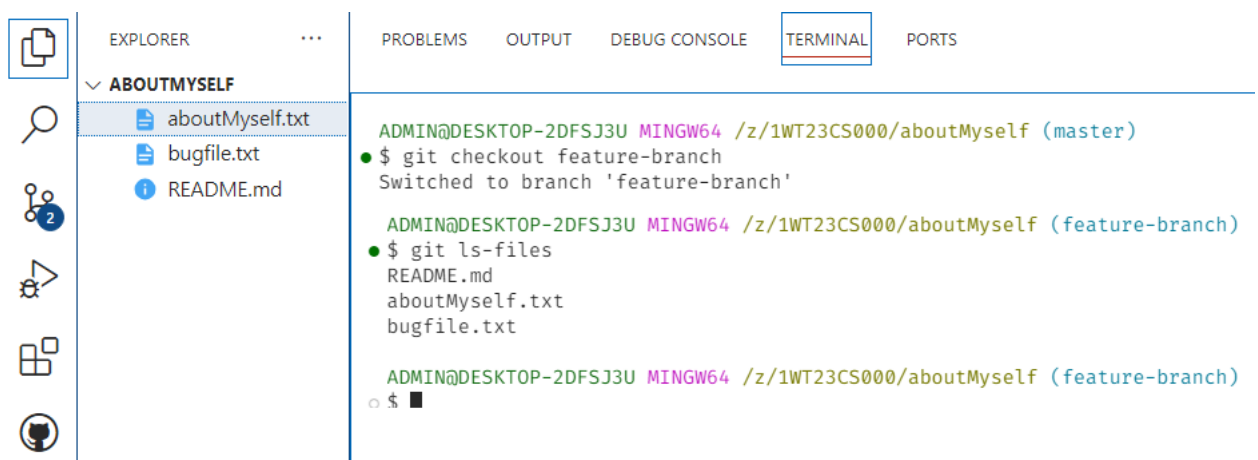 EXPLORER ...
ABOUTMYSELF
aboutMyself.txt
bugfile.txt
README.md
2
PROBLEMS OUTPUT DEBUG CONSOLE TERMINAL PORTS
ADMIN@DESKTOP-2DFSJ3U MINGW64 /z/1WT23CS000/aboutMyself (master)
$ git checkout feature-branch
Switched to branch 'feature-branch'
ADMIN@DESKTOP-2DFSJ3U MINGW64 /z/1WT23CS000/aboutMyself (feature-branch)
$ git ls-files
README.md
aboutMyself.txt
bugfile.txt
ADMIN@DESKTOP-2DFSJ3U MINGW64 /z/1WT23CS000/aboutMyself (feature-branch)
$